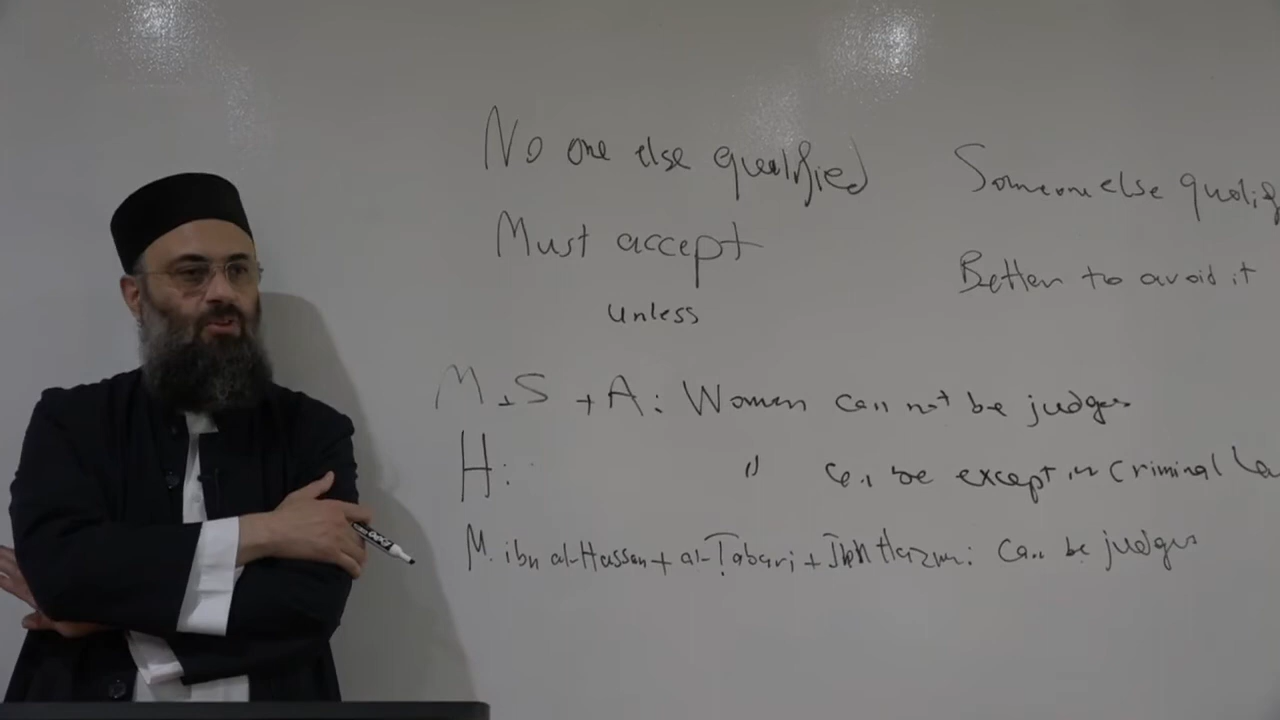 No one else qualified
Must accept
unless
Someone else qualif
Better to avoid it
M + S + A: Women can not be judges
H: " Can be except in Criminal La
M. ibn al-Hassan + al-Tabari + Ibn Hazm: Can be judges
EXPO